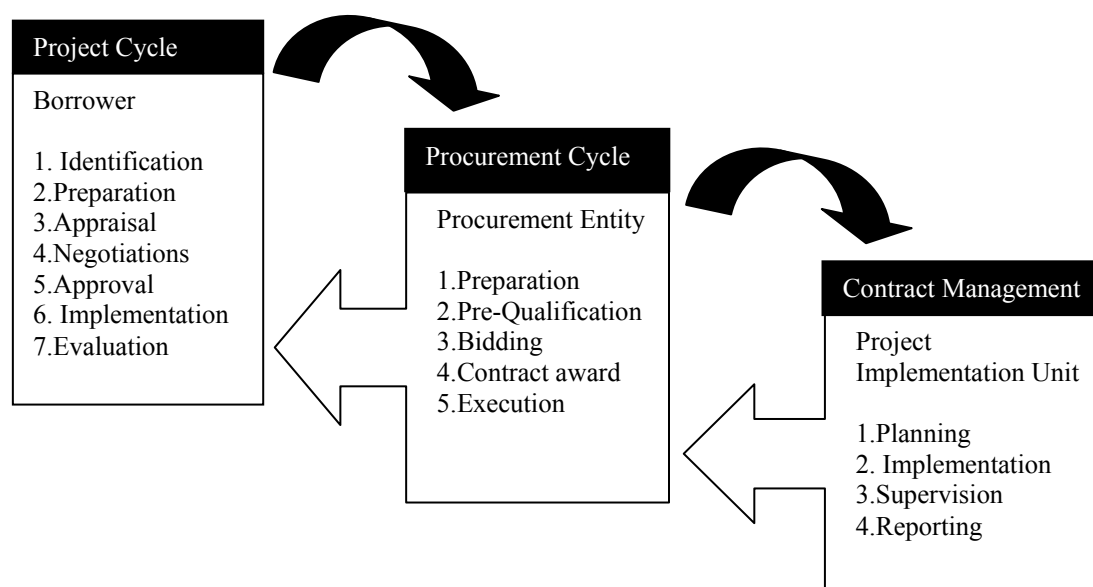 Project Cycle
Borrower
1. Identification
2.Preparation
3.Appraisal
4.Negotiations
5.Approval
6. Implementation
7.Evaluation
Procurement Cycle
Procurement Entity
1.Preparation
2.Pre-Qualification
3.Bidding
4.Contract award
5.Execution
Contract Management
Project
Implementation Unit
1.Planning
2. Implementation
3.Supervision
4.Reporting